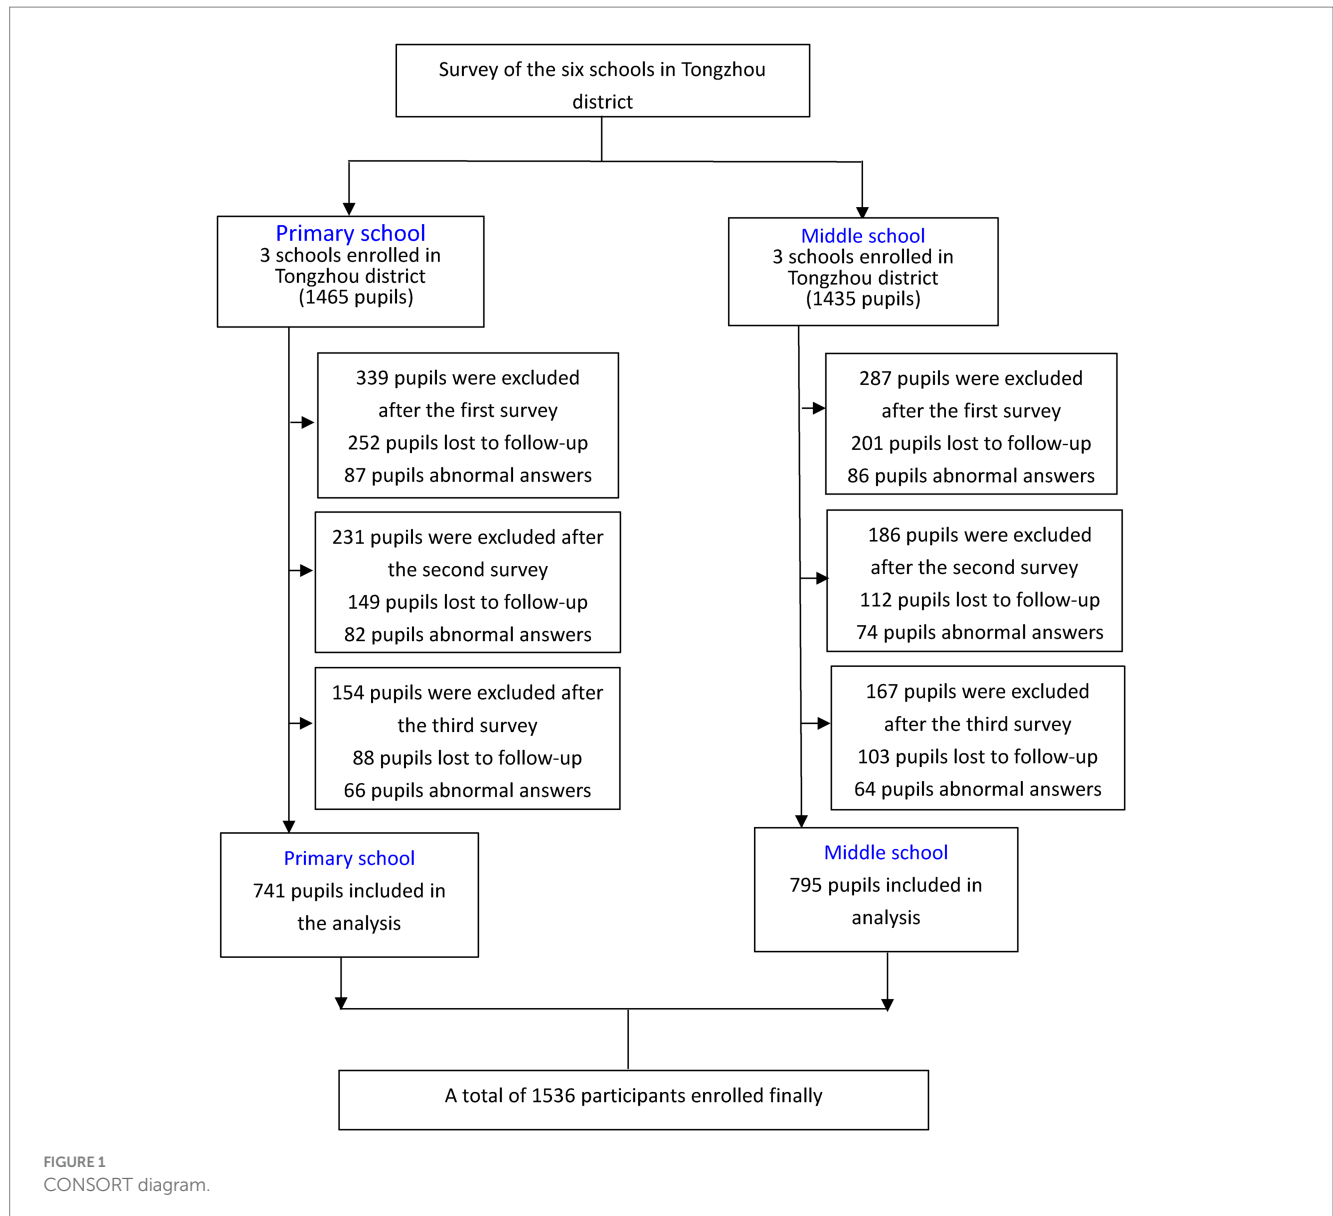 Survey of the six schools in Tongzhou
district
Primary school
3 schools enrolled in
Tongzhou district
(1465 pupils)
Middle school
3 schools enrolled in
Tongzhou district
(1435 pupils)
339 pupils were excluded
after the first survey
252 pupils lost to follow-up
87 pupils abnormal answers
287 pupils were excluded
after the first survey
201 pupils lost to follow-up
86 pupils abnormal answers
231 pupils were excluded after
the second survey
149 pupils lost to follow-up
82 pupils abnormal answers
186 pupils were excluded
after the second survey
112 pupils lost to follow-up
74 pupils abnormal answers
154 pupils were excluded after
the third survey
88 pupils lost to follow-up
66 pupils abnormal answers
167 pupils were excluded
after the third survey
103 pupils lost to follow-up
64 pupils abnormal answers
Primary school
741 pupils included in
the analysis
Middle school
795 pupils included in
analysis
A total of 1536 participants enrolled finally
FIGURE 1
CONSORT diagram.